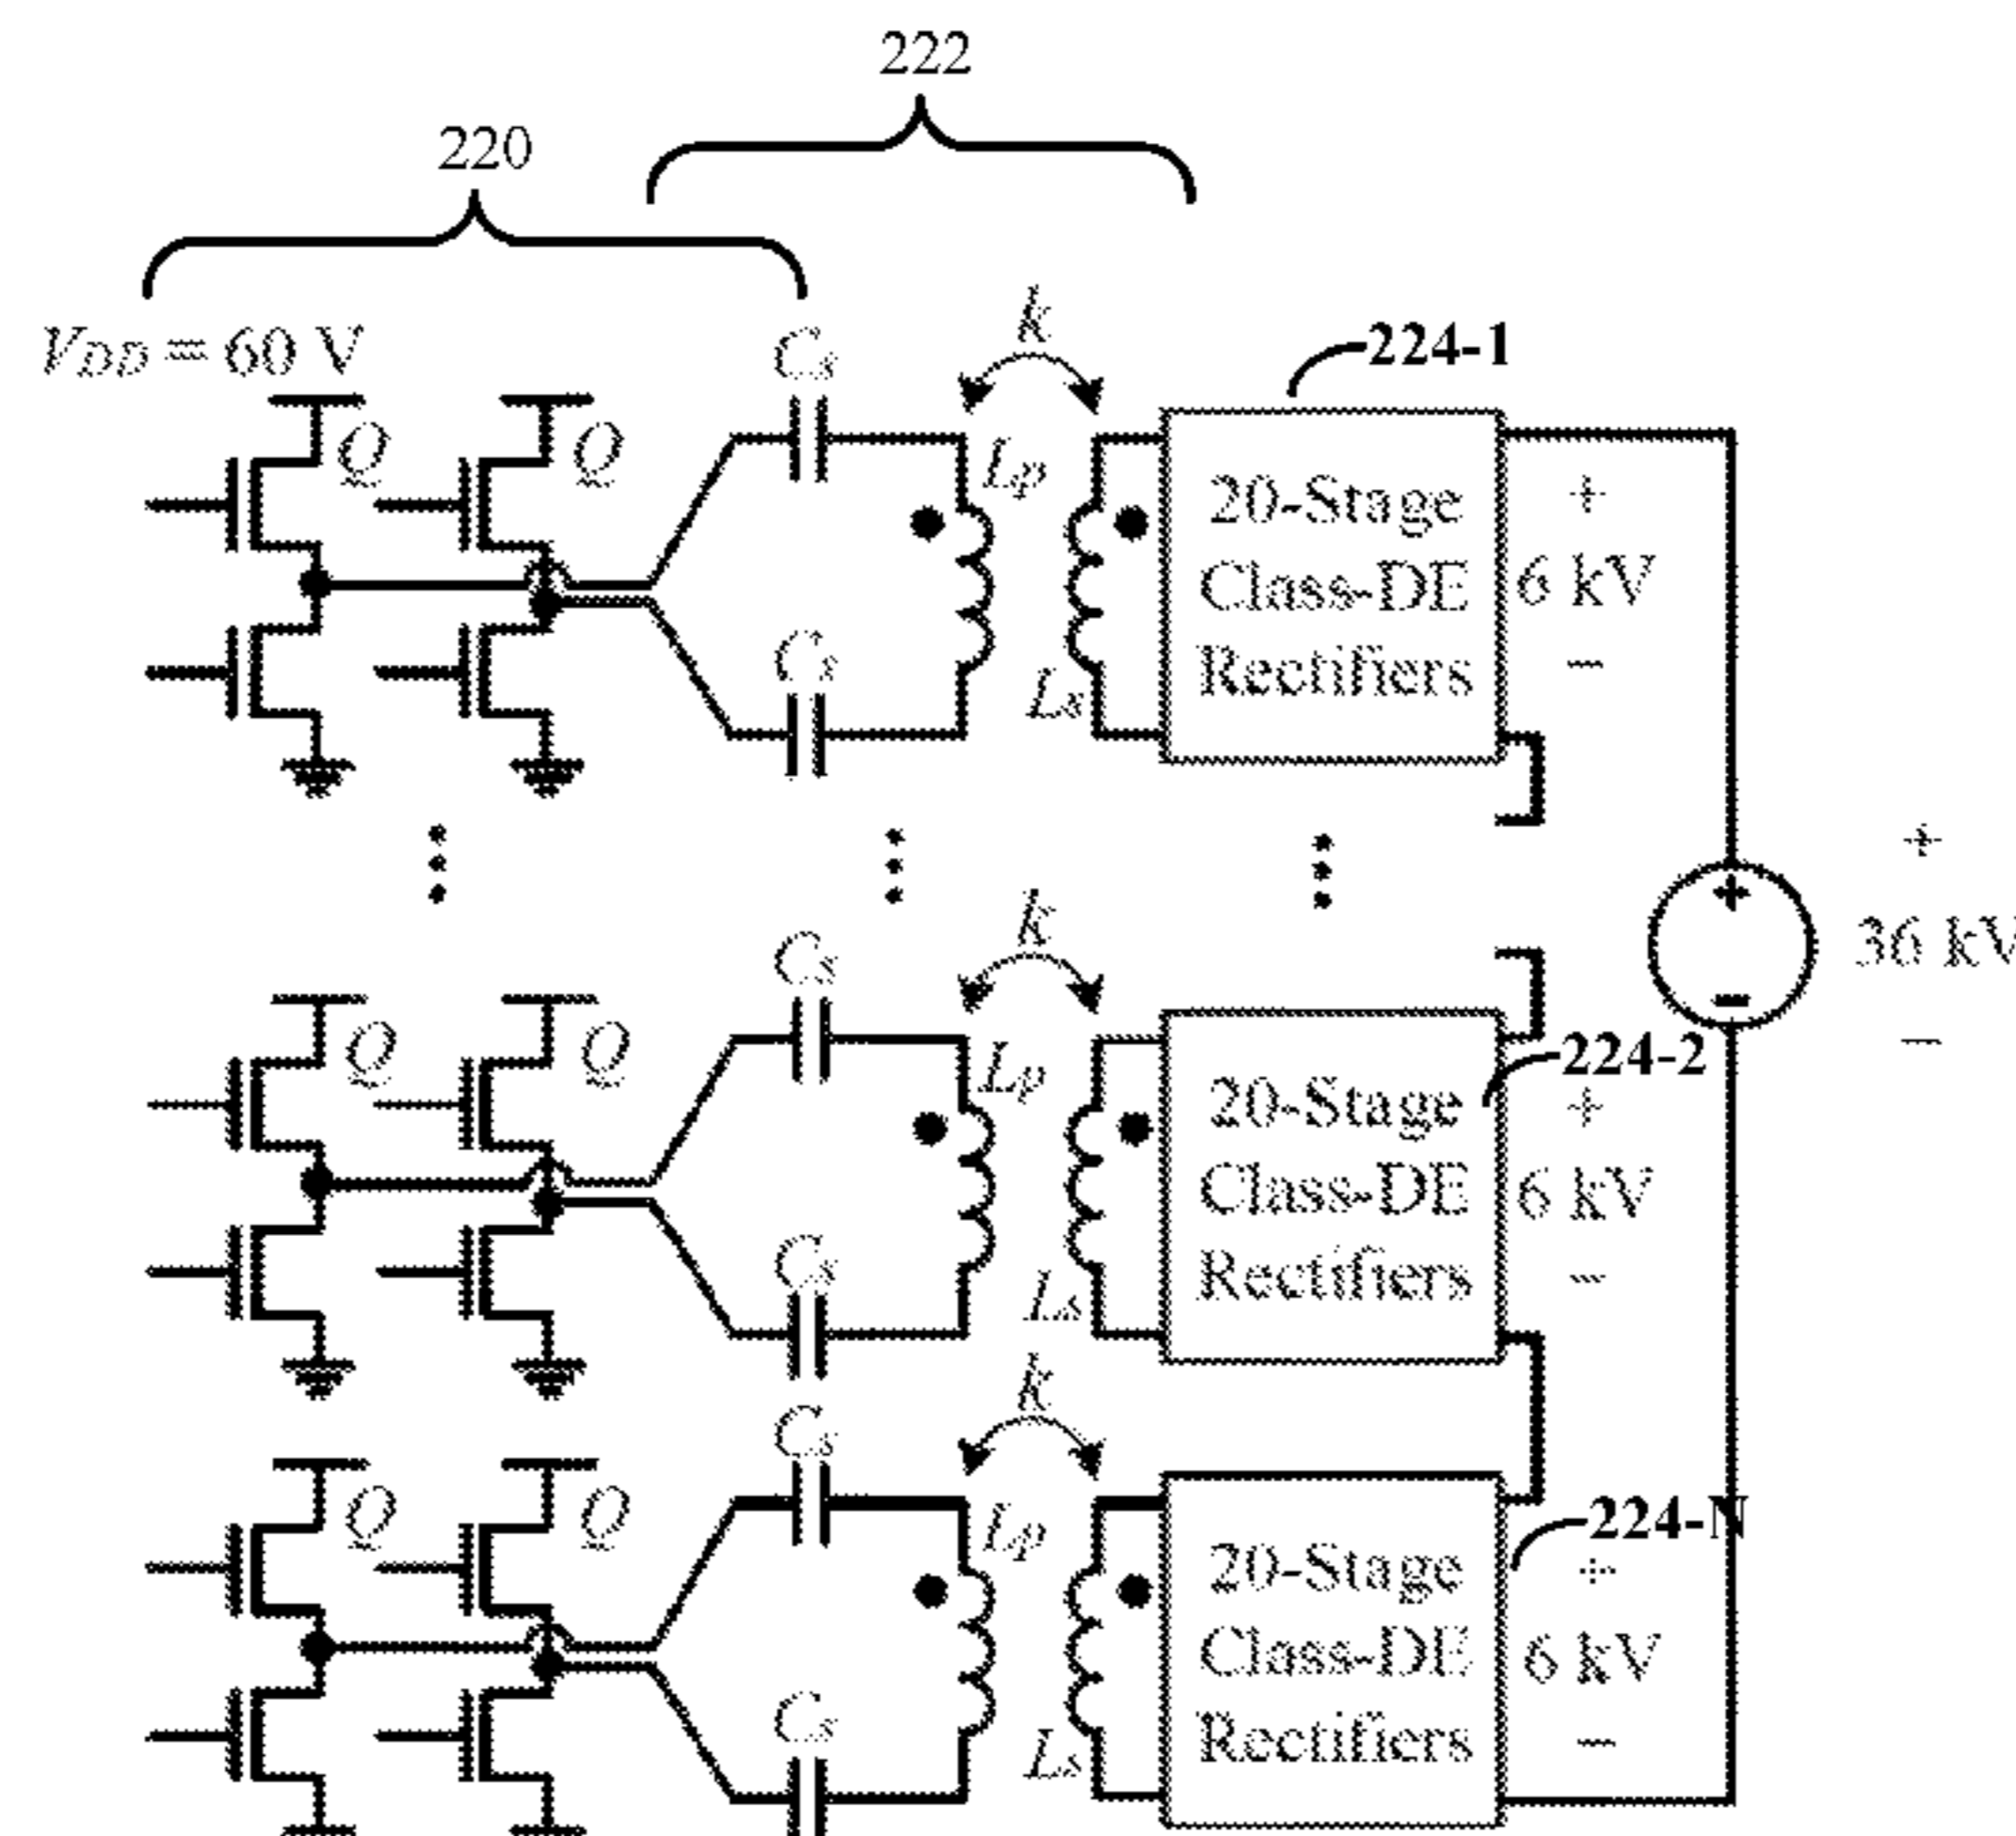 222
220
V_DD = 60 V
k
224-1
Cs
Q
Q
Lp
20-Stage
Class-DE
Rectifiers
+
6 kV
−
Cs
Ls
+
36 kV
−
+
−
k
Cs
224-2
Q
Q
Lp
20-Stage
Class-DE
Rectifiers
+
6 kV
−
Cs
Ls
k
Cs
224-N
Q
Q
Lp
20-Stage
Class-DE
Rectifiers
+
6 kV
−
Cs
Ls